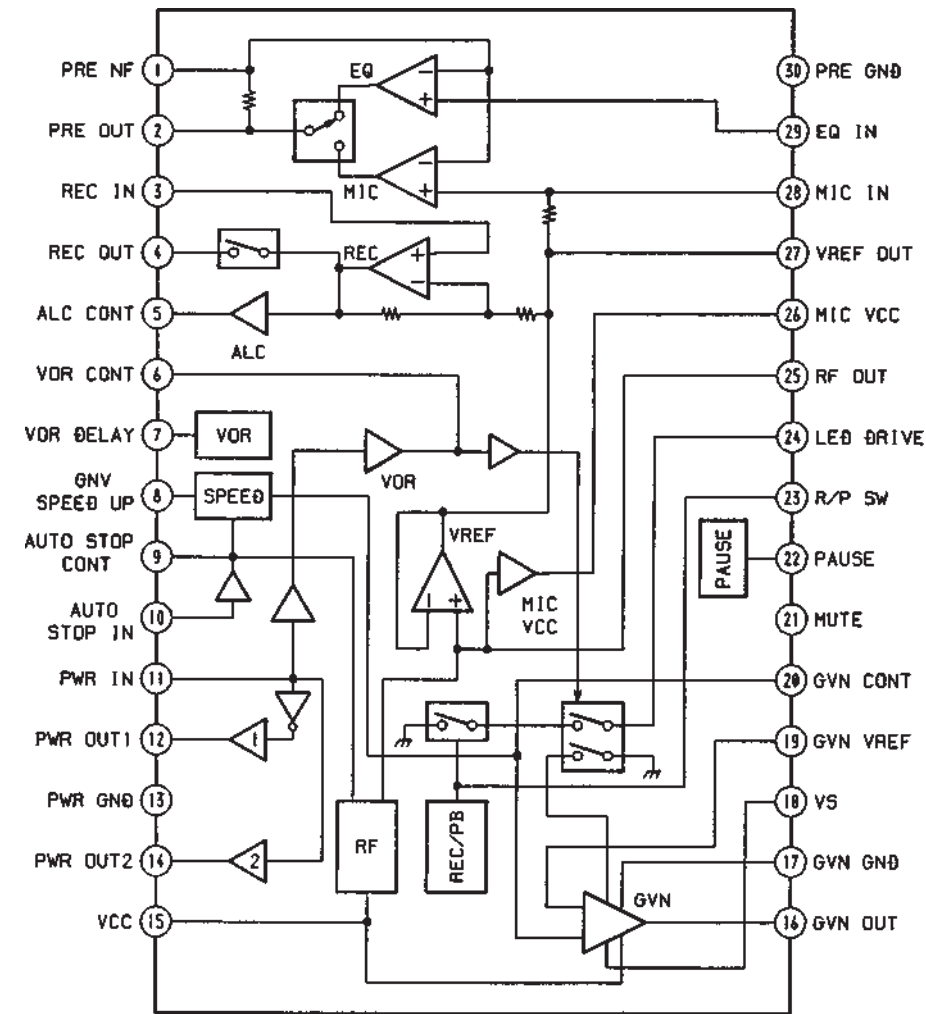 PRE NF 1
PRE OUT 2
REC IN 3
REC OUT 4
ALC CONT 5
VOR CONT 6
VOR DELAY 7
GNV
SPEED UP 8
AUTO STOP
CONT 9
AUTO
STOP IN 10
PWR IN 11
PWR OUT1 12
PWR GND 13
PWR OUT2 14
VCC 15
EQ
- +
- +
MIC
REC
+ -
ALC
VOR
VOR
SPEED
VREF
- +
MIC
VCC
PAUSE
1
2
RF
REC/PB
GVN
30 PRE GND
29 EQ IN
28 MIC IN
27 VREF OUT
26 MIC VCC
25 RF OUT
24 LED DRIVE
23 R/P SW
22 PAUSE
21 MUTE
20 GVN CONT
19 GVN VREF
18 VS
17 GVN GND
16 GVN OUT